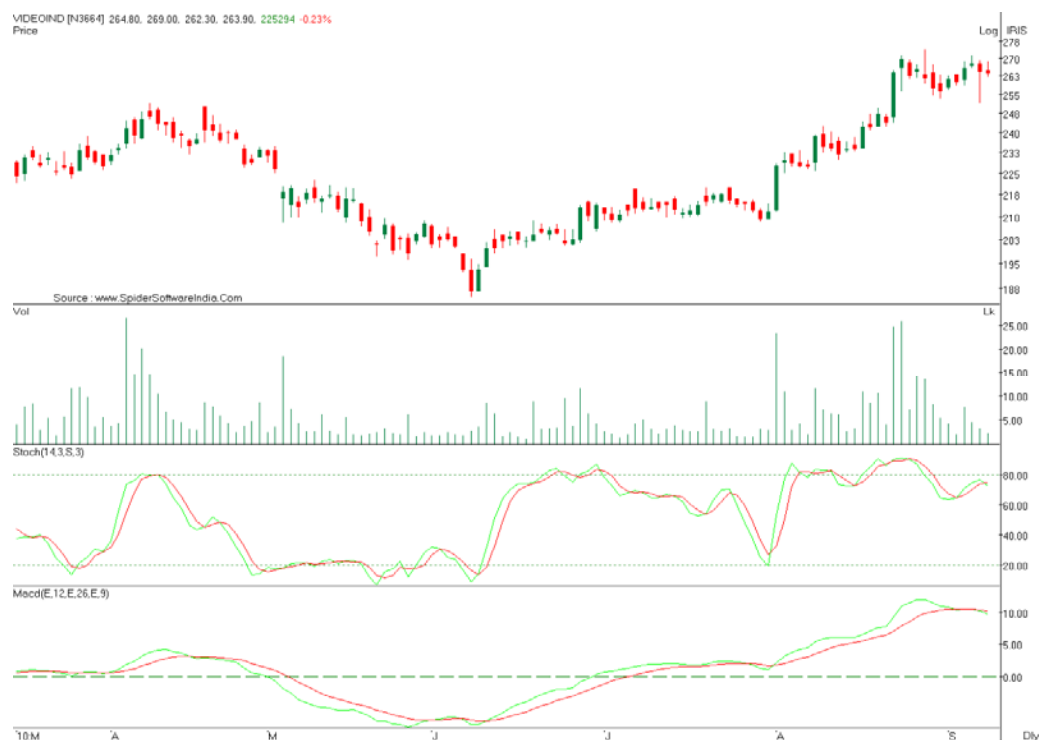 VIDEOIND [N3664] 264.80, 269.00, 262.30, 263.90, 225294 -0.23%
Price
Log IRIS
278
270
263
255
248
240
233
225
218
210
203
195
188
Source : www.SpiderSoftwareIndia.Com
Vol
Lk
25.00
20.00
15.00
10.00
5.00
Stoch(14,3,S,3)
80.00
60.00
40.00
20.00
Macd(E,12,E,26,E,9)
10.00
5.00
0.00
'10:M A M J J A S